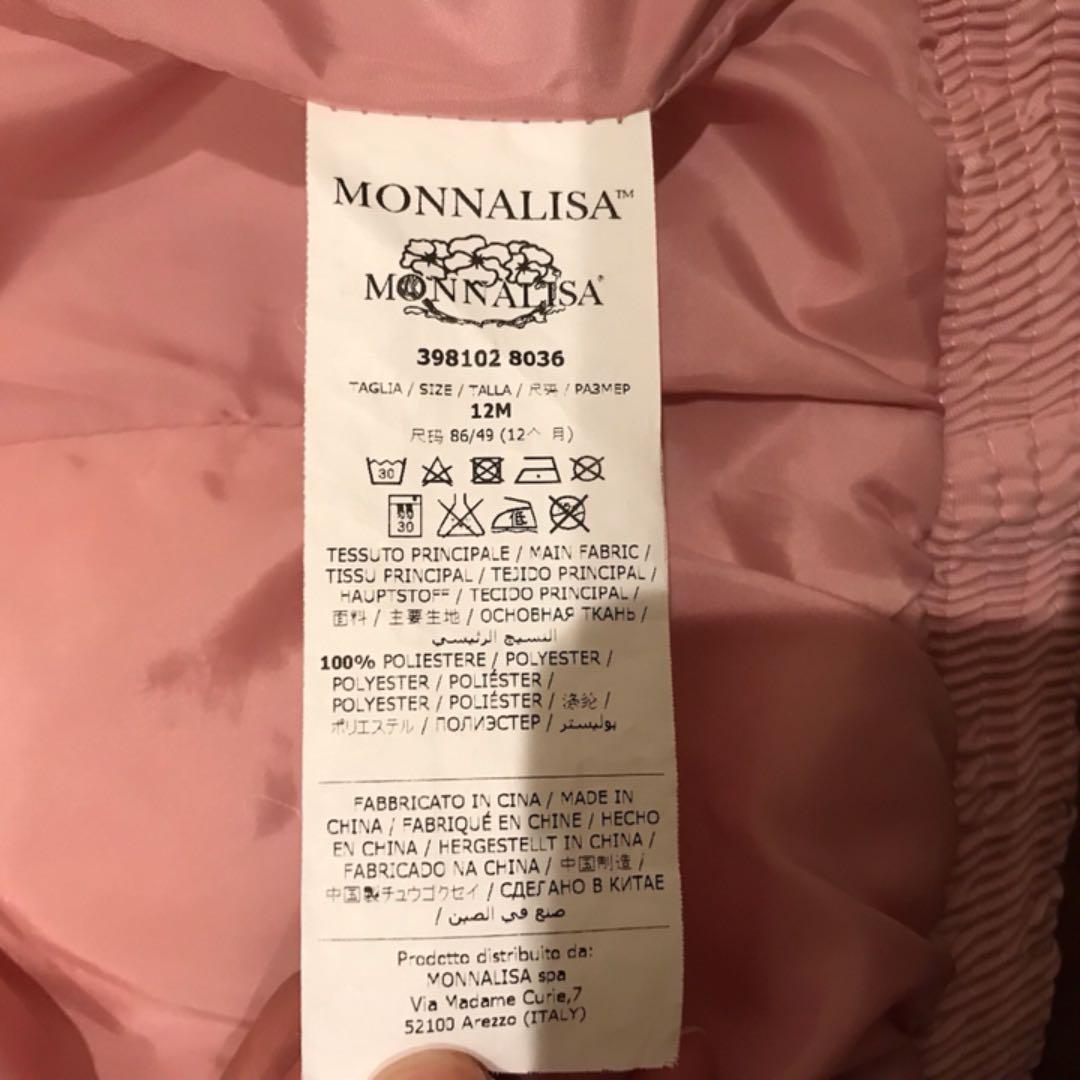 MONNALISA™
MONNALISA®
398102 8036
TAGLIA / SIZE / TALLA / 尺码 / РАЗМЕР
12M
尺码 86/49 (12个 月)
30
30 低
TESSUTO PRINCIPALE / MAIN FABRIC /
TISSU PRINCIPAL / TEJIDO PRINCIPAL /
HAUPTSTOFF / TECIDO PRINCIPAL /
面料 / 主要生地 / ОСНОВНАЯ ТКАНЬ /
النسيج الرئيسي
100% POLIESTERE / POLYESTER /
POLYESTER / POLIÉSTER /
POLYESTER / POLIÉSTER / 涤纶 /
ポリエステル / ПОЛИЭСТЕР / بوليستر
FABBRICATO IN CINA / MADE IN
CHINA / FABRIQUÉ EN CHINE / HECHO
EN CHINA / HERGESTELLT IN CHINA /
FABRICADO NA CHINA / 中国制造 /
中国製チュウゴクセイ / СДЕЛАНО В КИТАЕ
/ صنع في الصين
Prodotto distribuito da:
MONNALISA spa
Via Madame Curie,7
52100 Arezzo (ITALY)